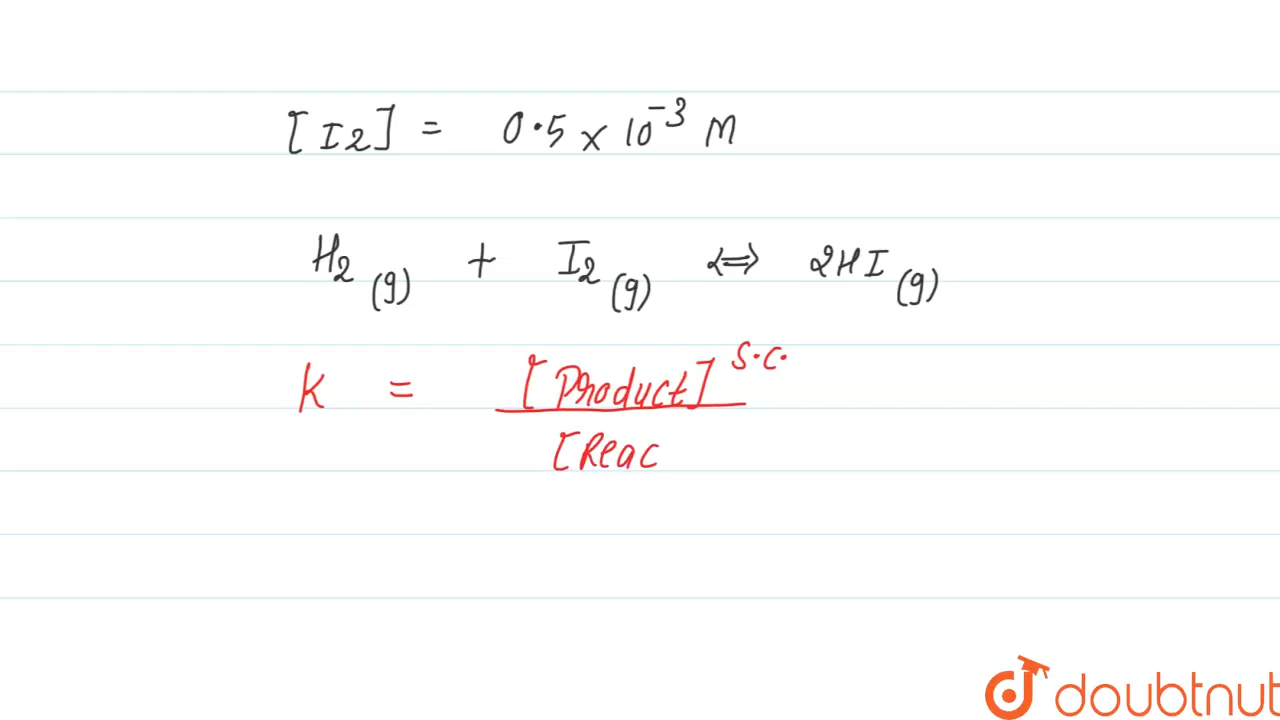 [I2] = 0.5 x 10⁻³ M
H₂(g) + I₂(g) ⇔ 2HI(g)
K = [Product]^S.C.
[Reac
doubtnut